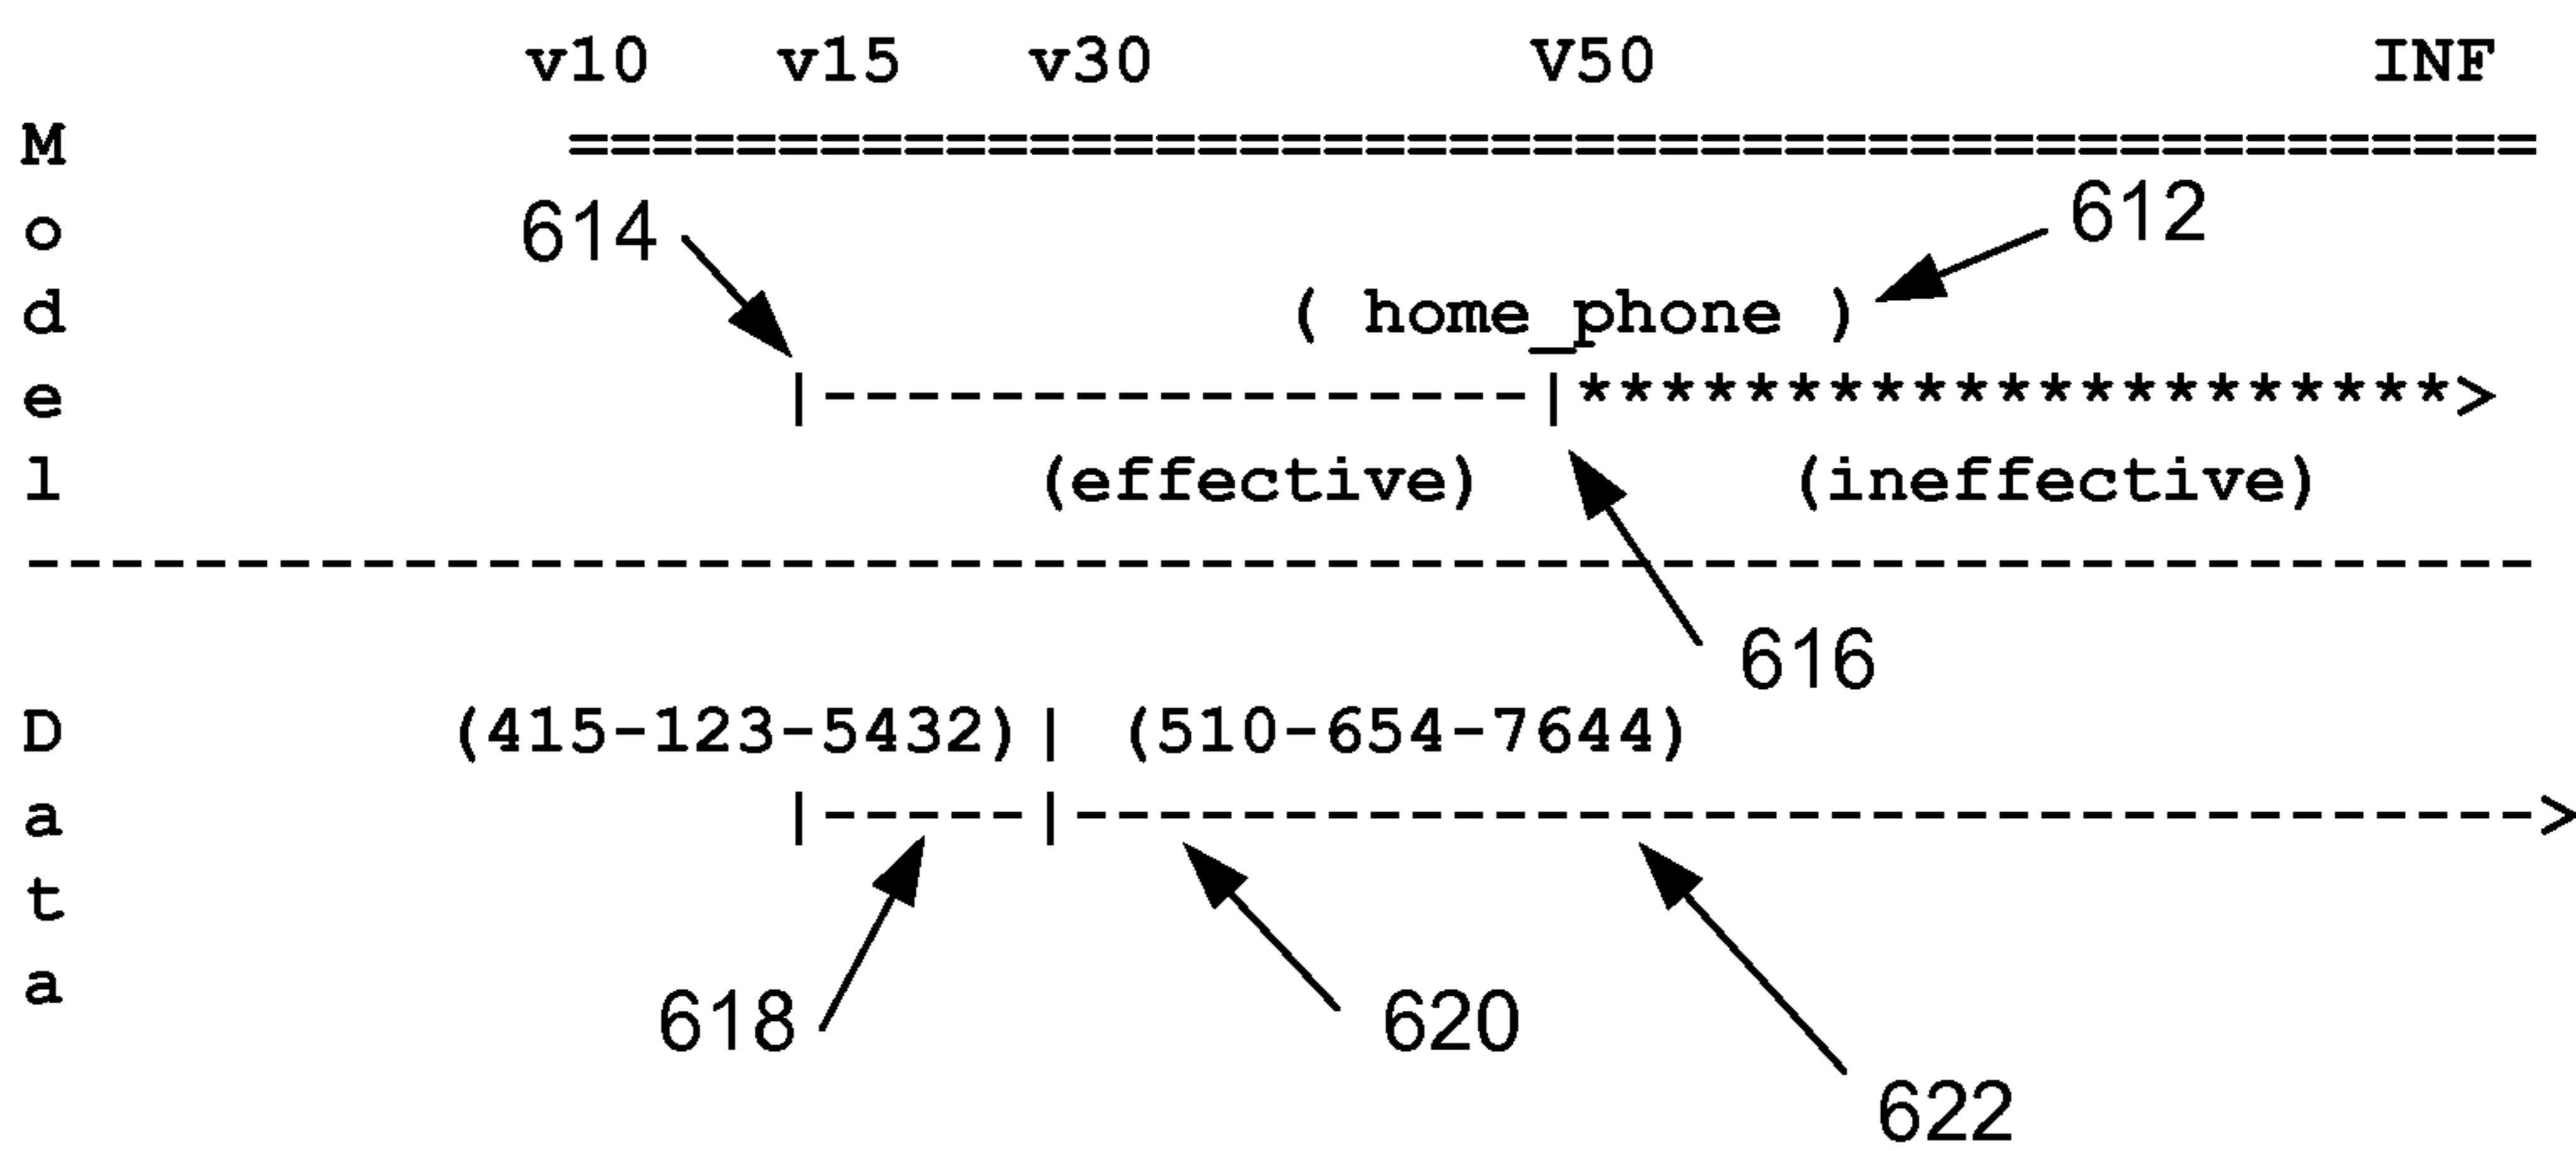 v10 v15 v30 V50 INF
M ===============================================
o 614 612
d ( home_phone )
e |-----------------|*********************>
l (effective) (ineffective)
------------------------------------------------------------
616
D (415-123-5432)| (510-654-7644)
a |-----|----------------------------------->
t
a 618 620
622